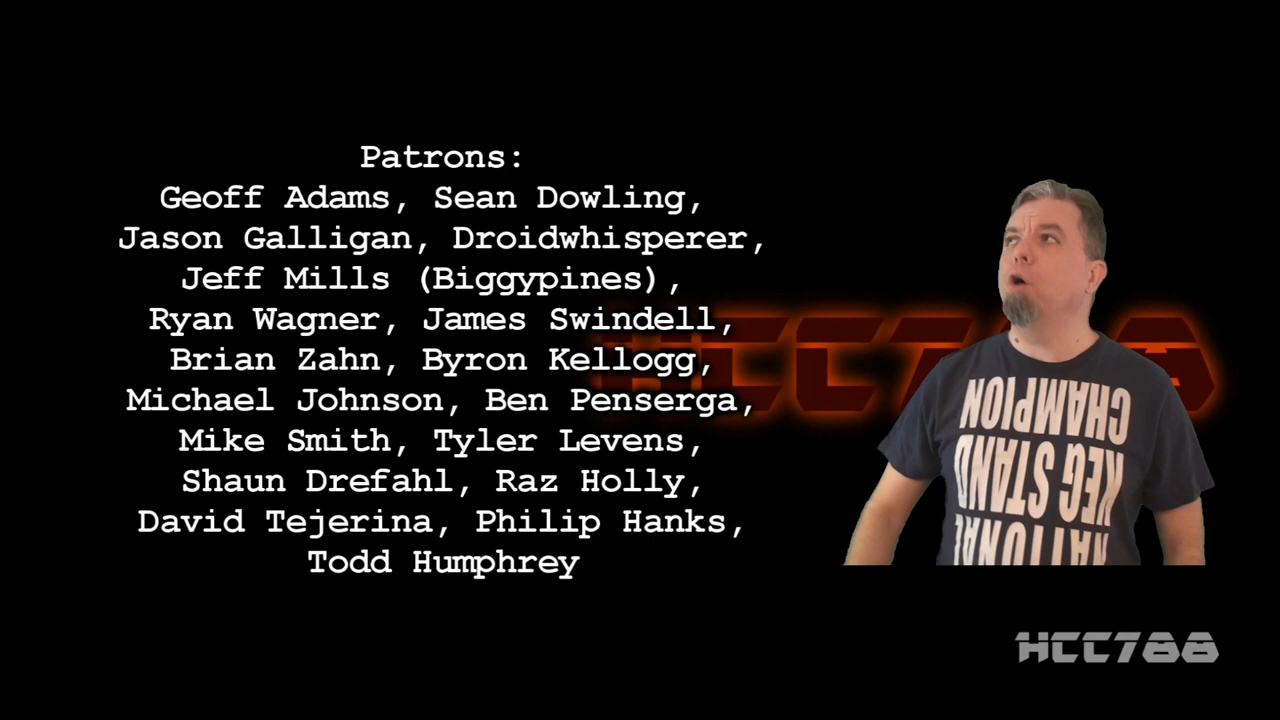 Patrons:
Geoff Adams, Sean Dowling,
Jason Galligan, Droidwhisperer,
Jeff Mills (Biggypines),
Ryan Wagner, James Swindell,
Brian Zahn, Byron Kellogg,
Michael Johnson, Ben Penserga,
Mike Smith, Tyler Levens,
Shaun Drefahl, Raz Holly,
David Tejerina, Philip Hanks,
Todd Humphrey
HCC788
NATIONAL
KEG STAND
CHAMPION
HCC788